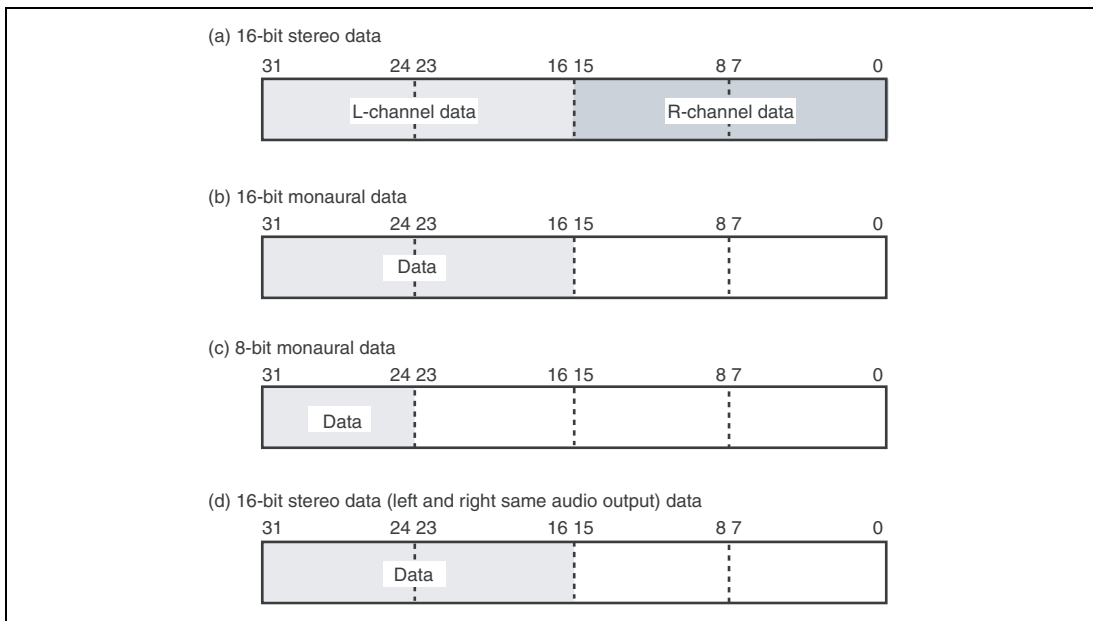 (a) 16-bit stereo data
31 24 23 16 15 8 7 0
L-channel data R-channel data
(b) 16-bit monaural data
31 24 23 16 15 8 7 0
Data
(c) 8-bit monaural data
31 24 23 16 15 8 7 0
Data
(d) 16-bit stereo data (left and right same audio output) data
31 24 23 16 15 8 7 0
Data